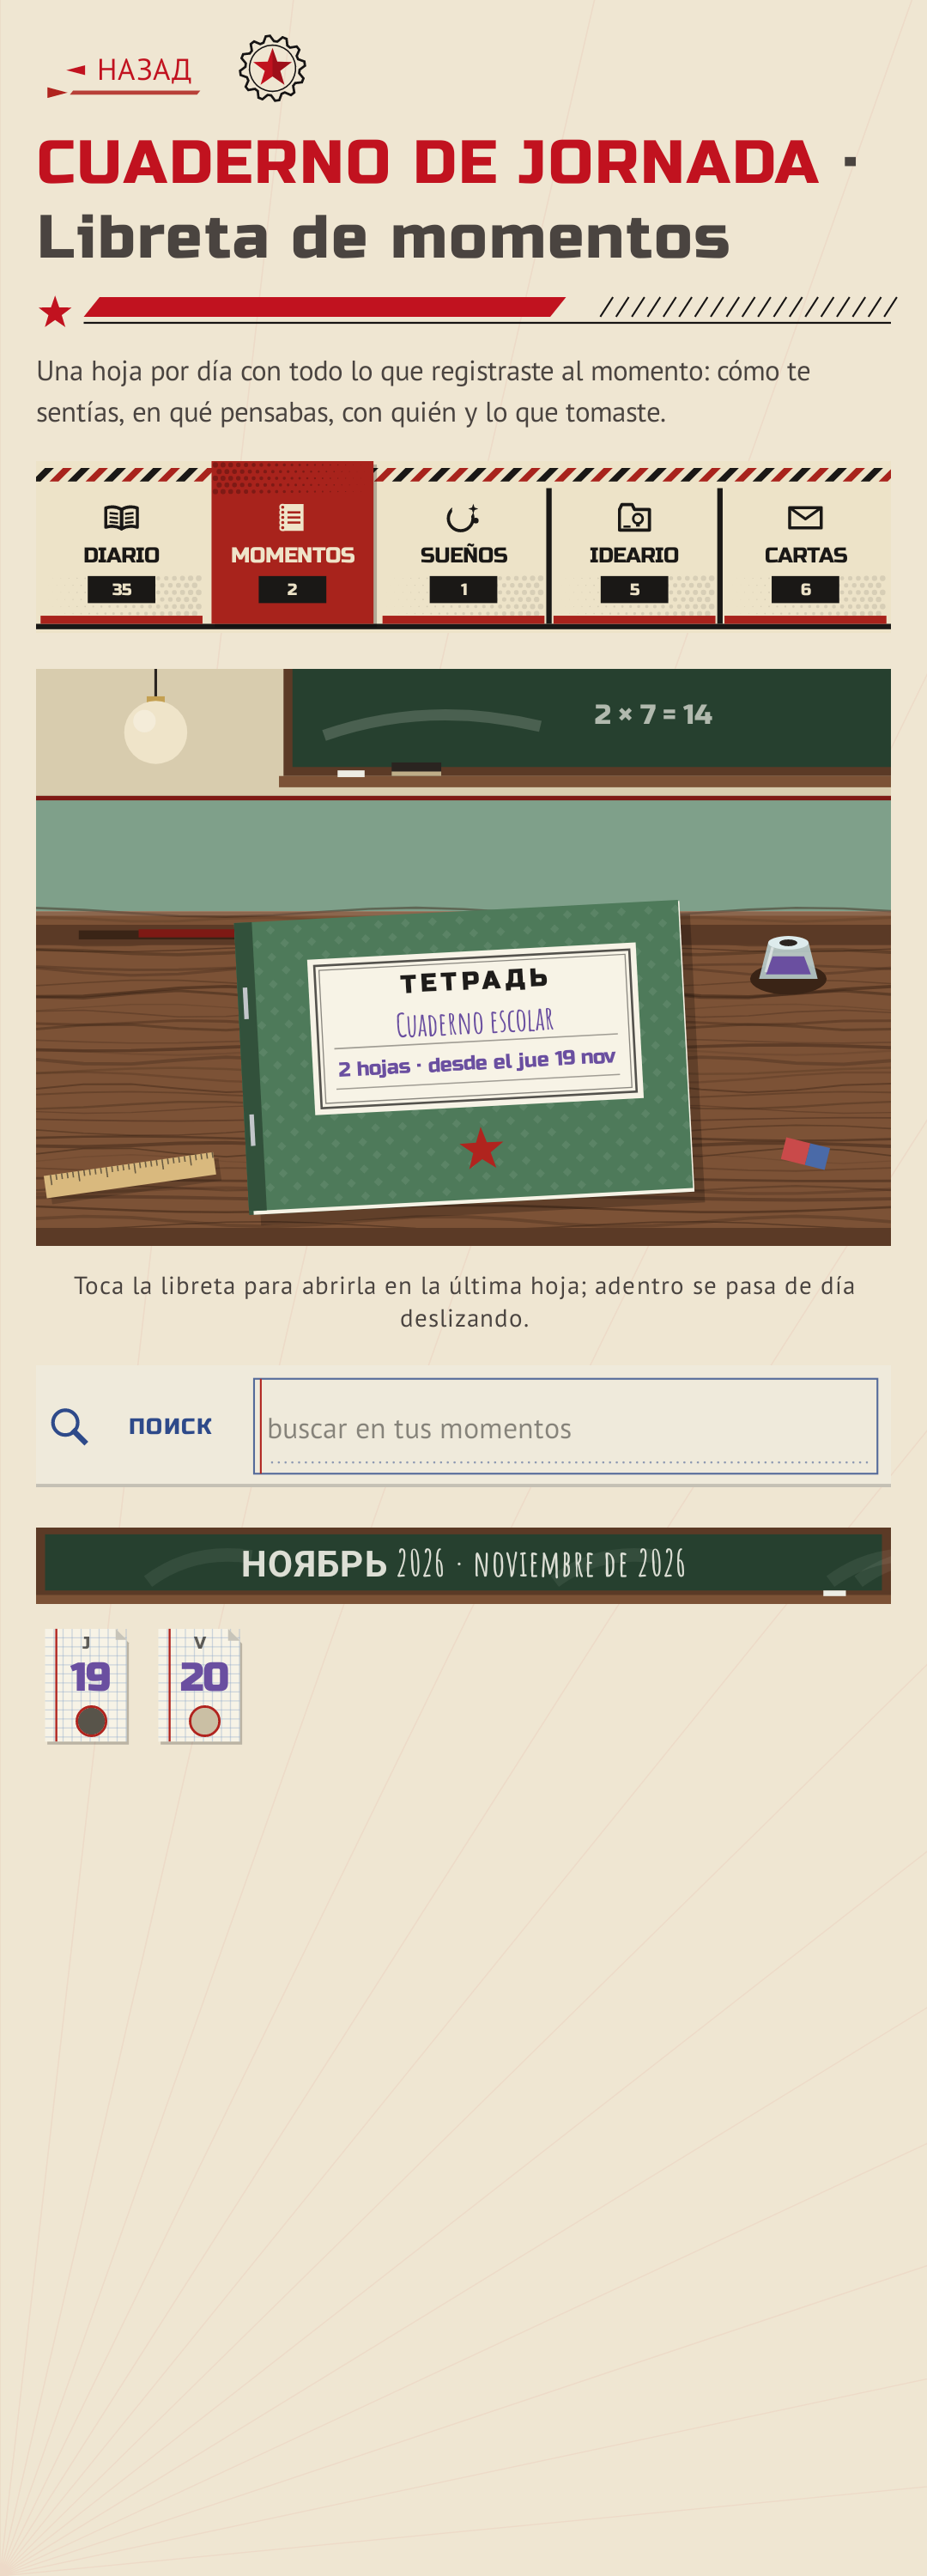 НАЗАД
CUADERNO DE JORNADA ·
Libreta de momentos
Una hoja por día con todo lo que registraste al momento: cómo te
sentías, en qué pensabas, con quién y lo que tomaste.
DIARIO MOMENTOS SUEÑOS IDEARIO CARTAS
35 2 1 5 6
2 × 7 = 14
ТЕТРАДЬ
CUADERNO ESCOLAR
2 hojas · desde el jue 19 nov
Toca la libreta para abrirla en la última hoja; adentro se pasa de día
deslizando.
ПОИСК buscar en tus momentos
НОЯБРЬ 2026 · NOVIEMBRE DE 2026
J V
19 20